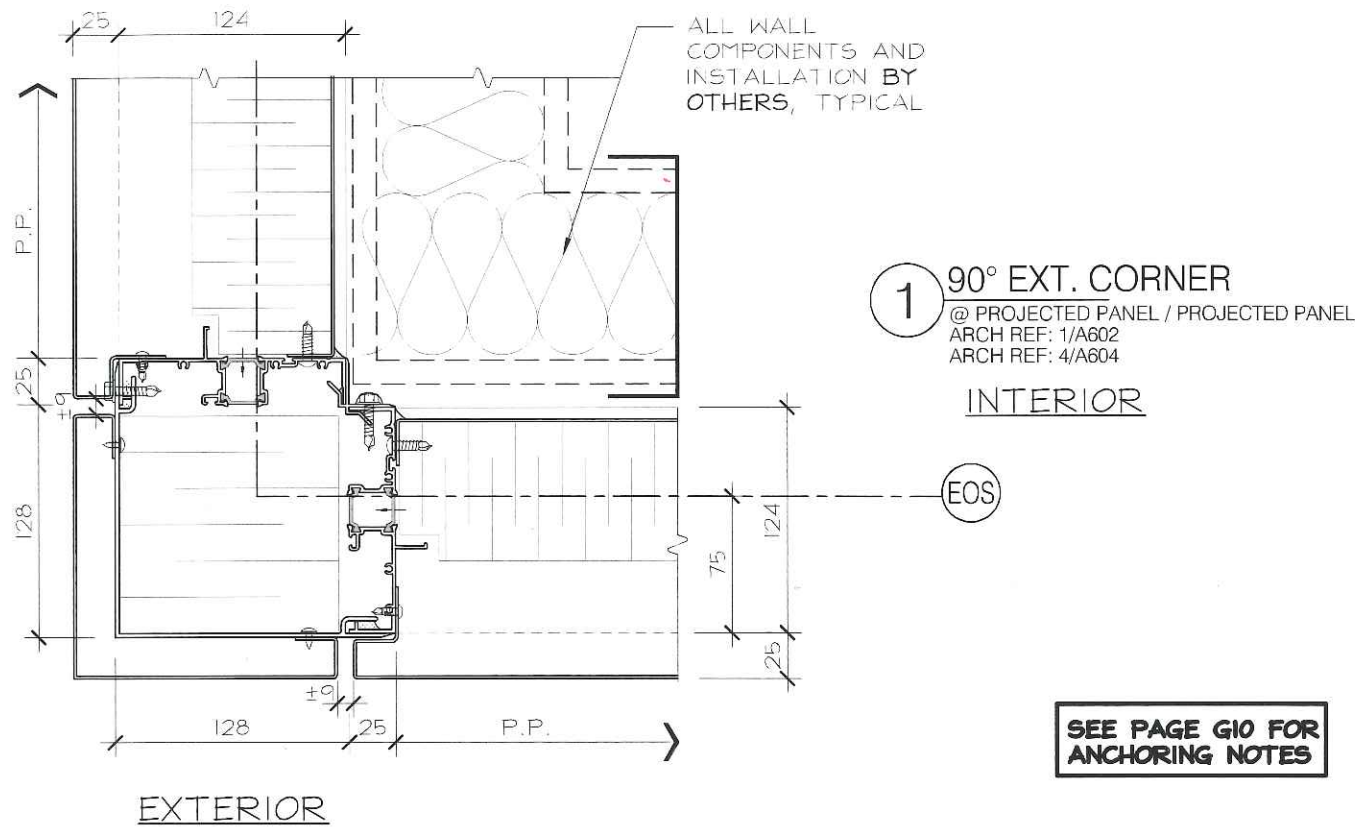 25
124
ALL WALL
COMPONENTS AND
INSTALLATION BY
OTHERS, TYPICAL
P.P.
25
±9
128
1
90° EXT. CORNER
@ PROJECTED PANEL / PROJECTED PANEL
ARCH REF: 1/A602
ARCH REF: 4/A604
INTERIOR
EOS
124
75
25
±9
128
25
P.P.
SEE PAGE G10 FOR
ANCHORING NOTES
EXTERIOR